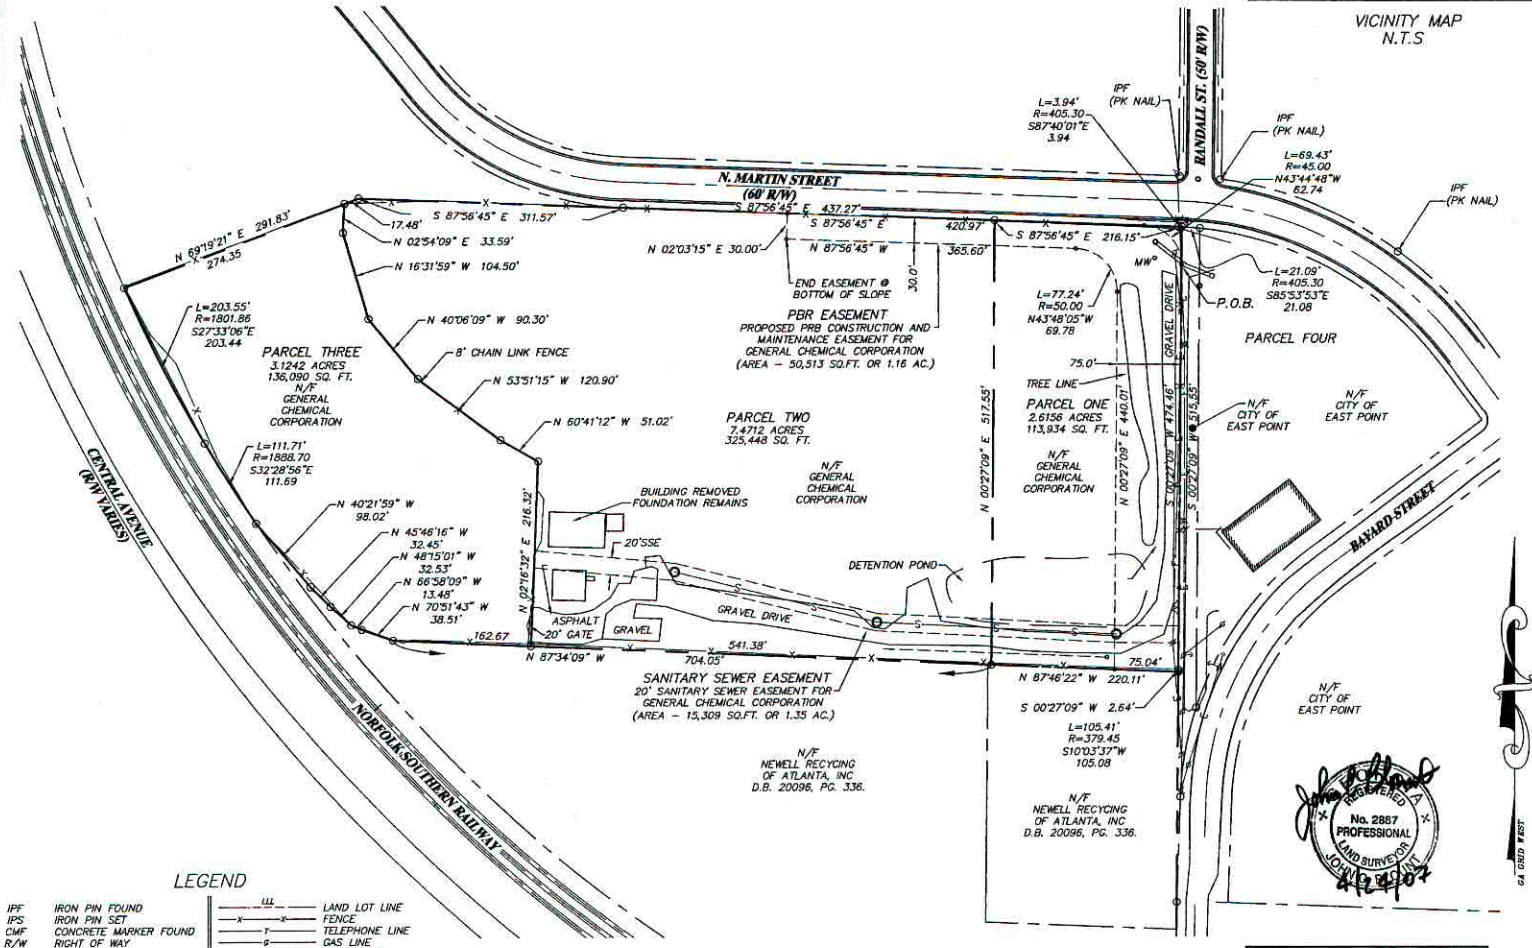 VICINITY MAP
N.T.S
RANDALL ST. (50' R/W)
IPF
(PK NAIL)
L=3.94'
R=405.30
S87°40'01"E
3.94
IPF
(PK NAIL)
L=69.43'
R=45.00
N43°44'48"W
62.74
IPF
(PK NAIL)
N. MARTIN STREET
(60' R/W)
S 87°56'45" E 437.27'
S 87°56'45" E 311.57'
S 87°56'45" E 420.97'
S 87°56'45" E 216.15'
N 69°19'21" E 291.83'
274.35
17.48'
N 02°54'09" E 33.59'
N 16°31'59" W 104.50'
N 02°03'15" E 30.00'
N 87°56'45" W 365.60'
30.0'
MW
L=21.09'
R=405.30
S85°53'53"E
21.08
P.O.B.
END EASEMENT @
BOTTOM OF SLOPE
PBR EASEMENT
PROPOSED PRB CONSTRUCTION AND
MAINTENANCE EASEMENT FOR
GENERAL CHEMICAL CORPORATION
(AREA - 50,513 SQ.FT. OR 1.16 AC.)
L=77.24'
R=50.00
N43°48'05"W
69.78
GRAVEL DRIVE
75.0'
TREE LINE
PARCEL FOUR
N/F
CITY OF
EAST POINT
N/F
CITY OF
EAST POINT
L=203.55'
R=1801.86
S27°33'06"E
203.44
PARCEL THREE
3.1242 ACRES
136,090 SQ. FT.
N/F
GENERAL
CHEMICAL
CORPORATION
N 40°06'09" W 90.30'
8' CHAIN LINK FENCE
N 53°51'15" W 120.90'
N 60°41'12" W 51.02'
PARCEL TWO
7.4712 ACRES
325,448 SQ. FT.
N/F
GENERAL
CHEMICAL
CORPORATION
PARCEL ONE
2.6156 ACRES
113,934 SQ. FT.
N/F
GENERAL
CHEMICAL
CORPORATION
N 00°27'09" E 517.55'
N 00°27'09" E 440.01'
S 00°27'09" W 474.46'
S 00°27'09" W 515.55'
L=111.71'
R=1888.70
S32°28'56"E
111.69
CENTRAL AVENUE
(R/W VARIES)
N 40°21'59" W
98.02'
N 45°46'16" W
32.45'
N 48°15'01" W
32.53'
N 66°58'09" W
13.48'
N 70°51'43" W
38.51'
BUILDING REMOVED
FOUNDATION REMAINS
20'SSE
N 02°16'32" E 216.32'
DETENTION POND
BAYARD STREET
ASPHALT
20' GATE
GRAVEL
GRAVEL DRIVE
162.67
N 87°34'09" W
541.38'
704.05'
75.04'
N 87°46'22" W 220.11'
S 00°27'09" W 2.64'
SANITARY SEWER EASEMENT
20' SANITARY SEWER EASEMENT FOR
GENERAL CHEMICAL CORPORATION
(AREA - 15,309 SQ.FT. OR 1.35 AC.)
L=105.41'
R=379.45
S10°03'37"W
105.08
N/F
CITY OF
EAST POINT
NORFOLK SOUTHERN RAILWAY
N/F
NEWELL RECYCING
OF ATLANTA, INC
D.B. 20096, PG. 336.
N/F
NEWELL RECYCING
OF ATLANTA, INC
D.B. 20096, PG. 336.
REGISTERED
No. 2887
PROFESSIONAL
LAND SURVEYOR
4/24/07
GA GRID WEST
LEGEND
IPF IRON PIN FOUND LLL LAND LOT LINE
IPS IRON PIN SET X X FENCE
CMF CONCRETE MARKER FOUND T TELEPHONE LINE
R/W RIGHT OF WAY G GAS LINE